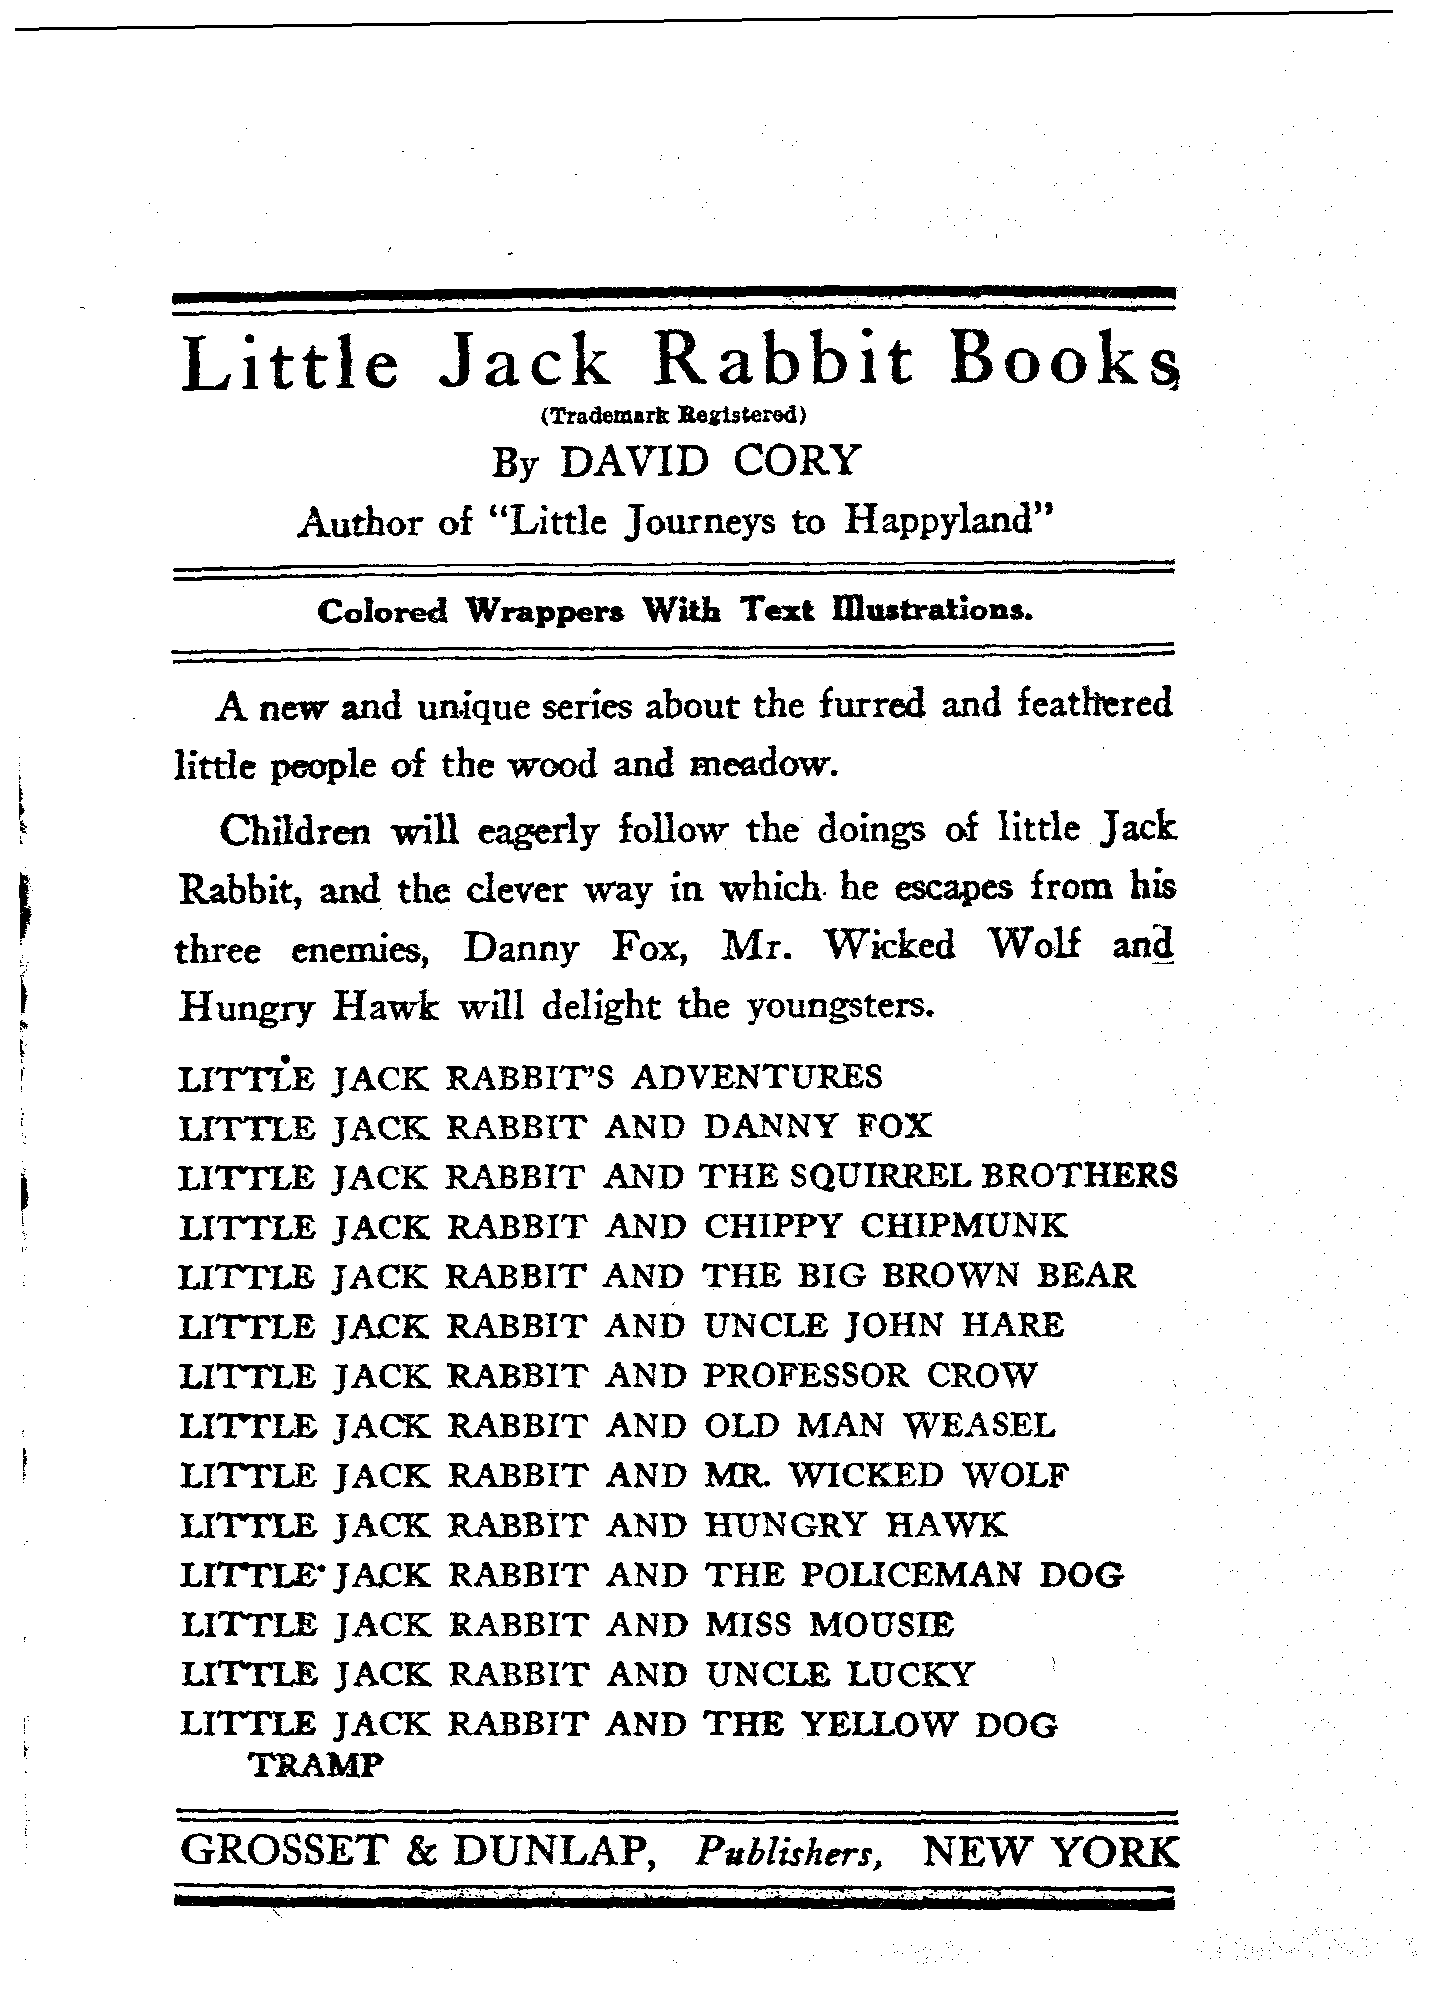 Little Jack Rabbit Books
(Trademark Registered)
By DAVID CORY
Author of "Little Journeys to Happyland"
Colored Wrappers With Text Illustrations.
A new and unique series about the furred and feathered
little people of the wood and meadow.
Children will eagerly follow the doings of little Jack
Rabbit, and the clever way in which he escapes from his
three enemies, Danny Fox, Mr. Wicked Wolf and
Hungry Hawk will delight the youngsters.
LITTLE JACK RABBIT'S ADVENTURES
LITTLE JACK RABBIT AND DANNY FOX
LITTLE JACK RABBIT AND THE SQUIRREL BROTHERS
LITTLE JACK RABBIT AND CHIPPY CHIPMUNK
LITTLE JACK RABBIT AND THE BIG BROWN BEAR
LITTLE JACK RABBIT AND UNCLE JOHN HARE
LITTLE JACK RABBIT AND PROFESSOR CROW
LITTLE JACK RABBIT AND OLD MAN WEASEL
LITTLE JACK RABBIT AND MR. WICKED WOLF
LITTLE JACK RABBIT AND HUNGRY HAWK
LITTLE JACK RABBIT AND THE POLICEMAN DOG
LITTLE JACK RABBIT AND MISS MOUSIE
LITTLE JACK RABBIT AND UNCLE LUCKY
LITTLE JACK RABBIT AND THE YELLOW DOG
TRAMP
GROSSET & DUNLAP, Publishers, NEW YORK